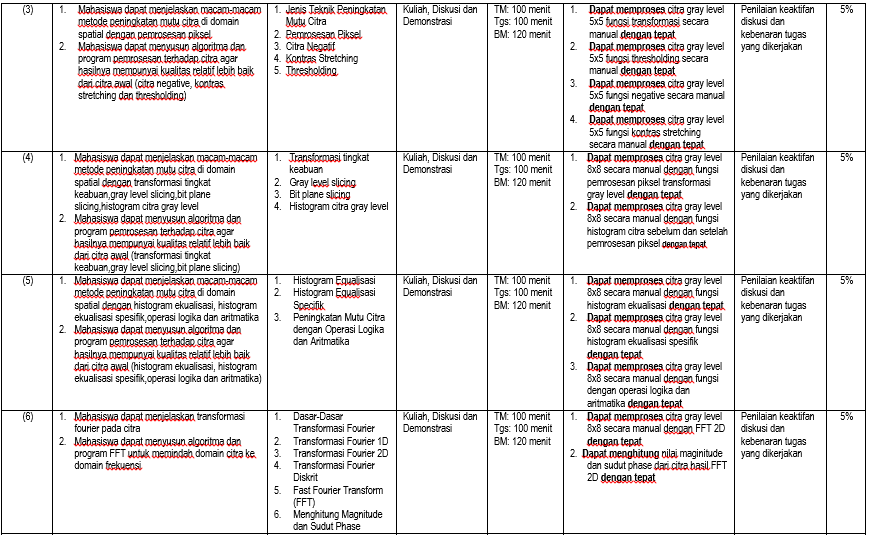 (3)
1. Mahasiswa dapat menjelaskan macam-macam
metode peningkatan mutu citra di domain
spatial dengan pemrosesan piksel.
2. Mahasiswa dapat menyusun algoritma dan
program pemrosesan terhadap citra agar
hasilnya mempunyai kualitas relatif lebih baik
dari citra awal (citra negative, kontras
stretching dan thresholding)
1. Jenis Teknik Peningkatan
Mutu Citra
2. Pemrosesan Piksel
3. Citra Negatif
4. Kontras Stretching
5. Thresholding
Kuliah, Diskusi dan
Demonstrasi
TM: 100 menit
Tgs: 100 menit
BM: 120 menit
1. Dapat memproses citra gray level
5x5 fungsi transformasi secara
manual dengan tepat
2. Dapat memproses citra gray level
5x5 fungsi thresholding secara
manual dengan tepat
3. Dapat memproses citra gray level
5x5 fungsi negative secara manual
dengan tepat
4. Dapat memproses citra gray level
5x5 fungsi kontras stretching
secara manual dengan tepat
Penilaian keaktifan
diskusi dan
kebenaran tugas
yang dikerjakan
5%
(4)
1. Mahasiswa dapat menjelaskan macam-macam
metode peningkatan mutu citra di domain
spatial dengan transformasi tingkat
keabuan,gray level slicing,bit plane
slicing,histogram citra gray level
2. Mahasiswa dapat menyusun algoritma dan
program pemrosesan terhadap citra agar
hasilnya mempunyai kualitas relatif lebih baik
dari citra awal (transformasi tingkat
keabuan,gray level slicing,bit plane slicing)
1. Transformasi tingkat
keabuan
2. Gray level slicing
3. Bit plane slicing
4. Histogram citra gray level
Kuliah, Diskusi dan
Demonstrasi
TM: 100 menit
Tgs: 100 menit
BM: 120 menit
1. Dapat memproses citra gray level
8x8 secara manual dengan fungsi
pemrosesan piksel transformasi
gray level dengan tepat
2. Dapat memproses citra gray level
8x8 secara manual dengan fungsi
histogram citra sebelum dan setelah
pemrosesan piksel dengan tepat
Penilaian keaktifan
diskusi dan
kebenaran tugas
yang dikerjakan
5%
(5)
1. Mahasiswa dapat menjelaskan macam-macam
metode peningkatan mutu citra di domain
spatial dengan histogram ekualisasi, histogram
ekualisasi spesifik,operasi logika dan aritmatika
2. Mahasiswa dapat menyusun algoritma dan
program pemrosesan terhadap citra agar
hasilnya mempunyai kualitas relatif lebih baik
dari citra awal (histogram ekualisasi, histogram
ekualisasi spesifik,operasi logika dan aritmatika)
1. Histogram Equalisasi
2. Histogram Equalisasi
Specifik
3. Peningkatan Mutu Citra
dengan Operasi Logika
dan Aritmatika
Kuliah, Diskusi dan
Demonstrasi
TM: 100 menit
Tgs: 100 menit
BM: 120 menit
1. Dapat memproses citra gray level
8x8 secara manual dengan fungsi
histogram ekualisasi dengan tepat
2. Dapat memproses citra gray level
8x8 secara manual dengan fungsi
histogram ekualisasi spesifik
dengan tepat
3. Dapat memproses citra gray level
8x8 secara manual dengan fungsi
dengan operasi logika dan
aritmatika dengan tepat
Penilaian keaktifan
diskusi dan
kebenaran tugas
yang dikerjakan
5%
(6)
1. Mahasiswa dapat menjelaskan transformasi
fourier pada citra
2. Mahasiswa dapat menyusun algoritma dan
program FFT untuk memindah domain citra ke
domain frekuensi
1. Dasar-Dasar
Transformasi Fourier
2. Transformasi Fourier 1D
3. Transformasi Fourier 2D
4. Transformasi Fourier
Diskrit
5. Fast Fourier Transform
(FFT)
6. Menghitung Magnitude
dan Sudut Phase
Kuliah, Diskusi dan
Demonstrasi
TM: 100 menit
Tgs: 100 menit
BM: 120 menit
1. Dapat memproses citra gray level
8x8 secara manual dengan FFT 2D
dengan tepat
2. Dapat menghitung nilai maginitude
dan sudut phase dari citra hasil FFT
2D dengan tepat
Penilaian keaktifan
diskusi dan
kebenaran tugas
yang dikerjakan
5%